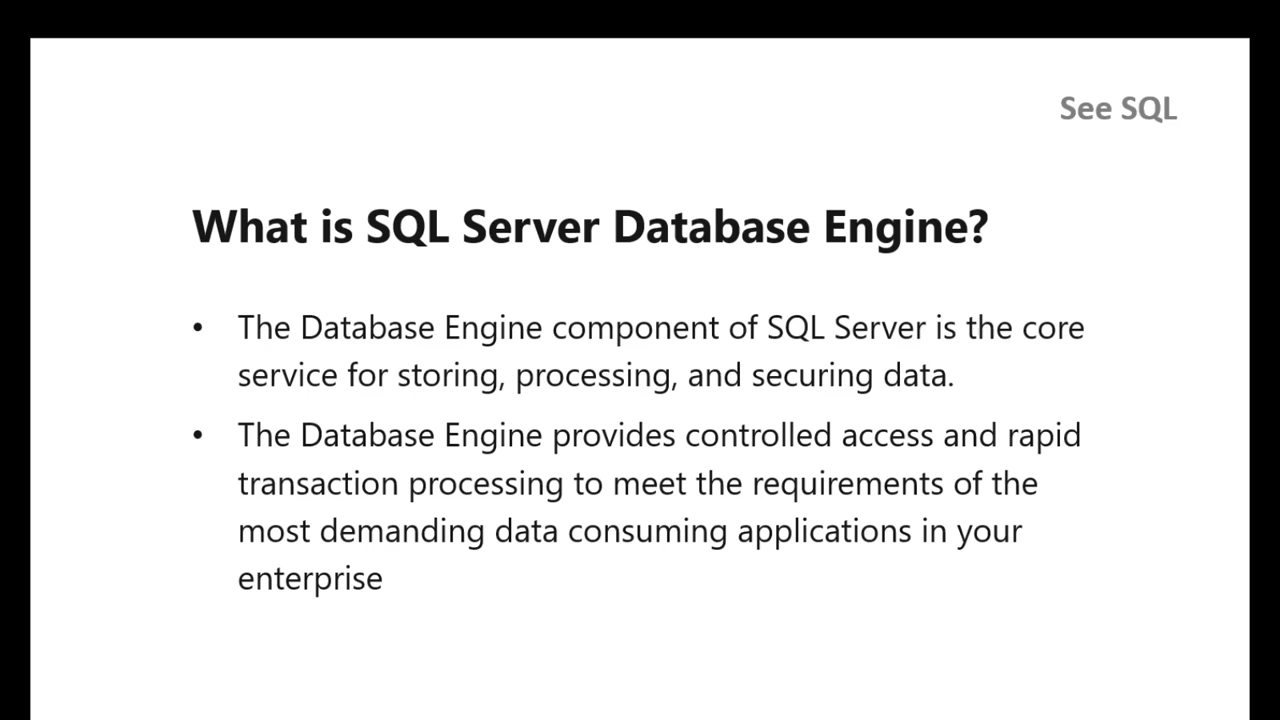 See SQL
What is SQL Server Database Engine?
• The Database Engine component of SQL Server is the core
service for storing, processing, and securing data.
• The Database Engine provides controlled access and rapid
transaction processing to meet the requirements of the
most demanding data consuming applications in your
enterprise